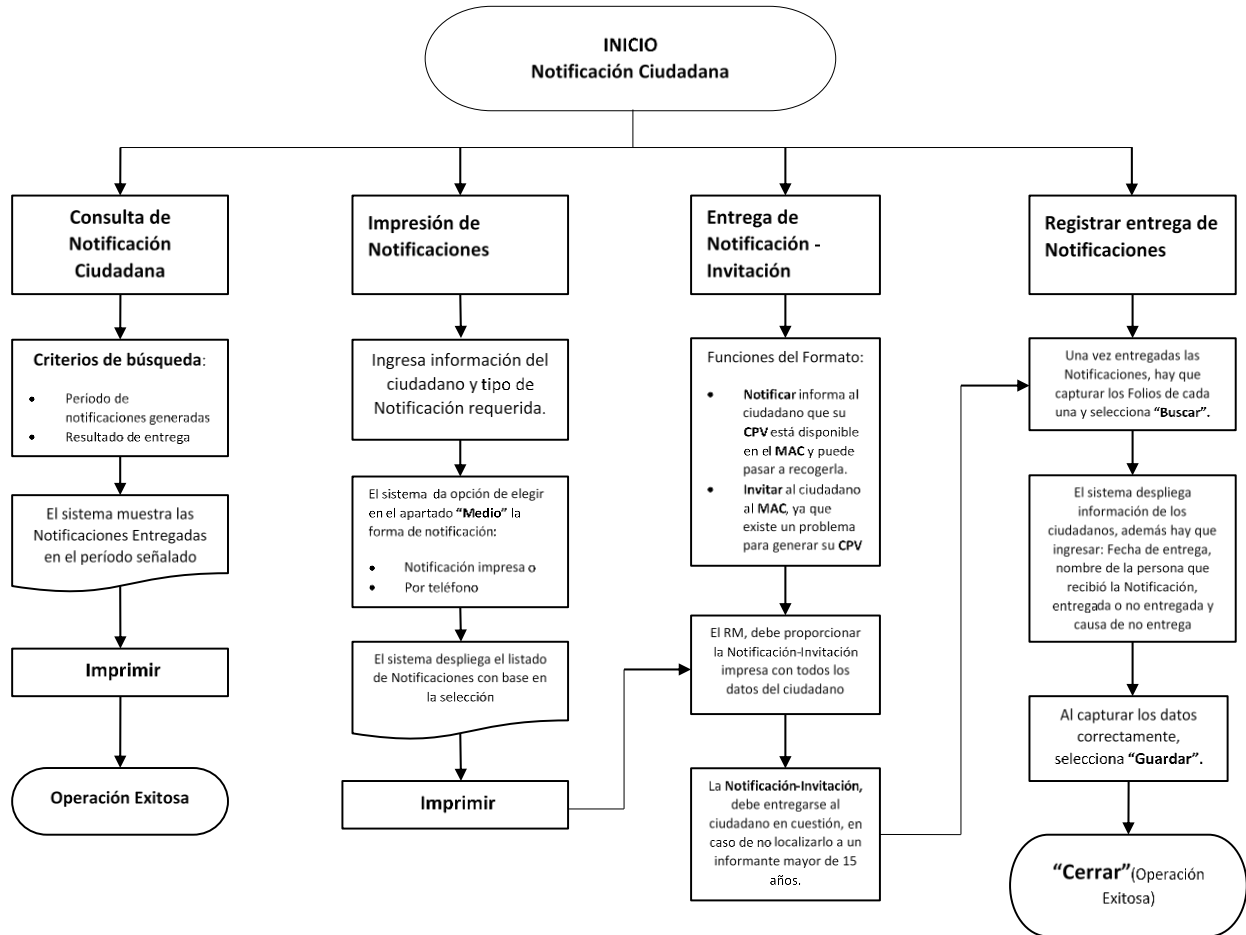 INICIO
Notificación Ciudadana
Consulta de
Notificación
Ciudadana
Criterios de búsqueda:
• Periodo de
notificaciones generadas
• Resultado de entrega
El sistema muestra las
Notificaciones Entregadas
en el período señalado
Imprimir
Operación Exitosa
Impresión de
Notificaciones
Ingresa información del
ciudadano y tipo de
Notificación requerida.
El sistema da opción de elegir
en el apartado “Medio” la
forma de notificación:
• Notificación impresa o
• Por teléfono
El sistema despliega el listado
de Notificaciones con base en
la selección
Imprimir
Entrega de
Notificación -
Invitación
Funciones del Formato:
• Notificar informa al
ciudadano que su
CPV está disponible
en el MAC y puede
pasar a recogerla.
• Invitar al ciudadano
al MAC, ya que
existe un problema
para generar su CPV
El RM, debe proporcionar
la Notificación-Invitación
impresa con todos los
datos del ciudadano
La Notificación-Invitación,
debe entregarse al
ciudadano en cuestión, en
caso de no localizarlo a un
informante mayor de 15
años.
Registrar entrega de
Notificaciones
Una vez entregadas las
Notificaciones, hay que
capturar los Folios de cada
una y selecciona “Buscar”.
El sistema despliega
información de los
ciudadanos, además hay que
ingresar: Fecha de entrega,
nombre de la persona que
recibió la Notificación,
entregada o no entregada y
causa de no entrega
Al capturar los datos
correctamente,
selecciona “Guardar”.
“Cerrar”(Operación
Exitosa)